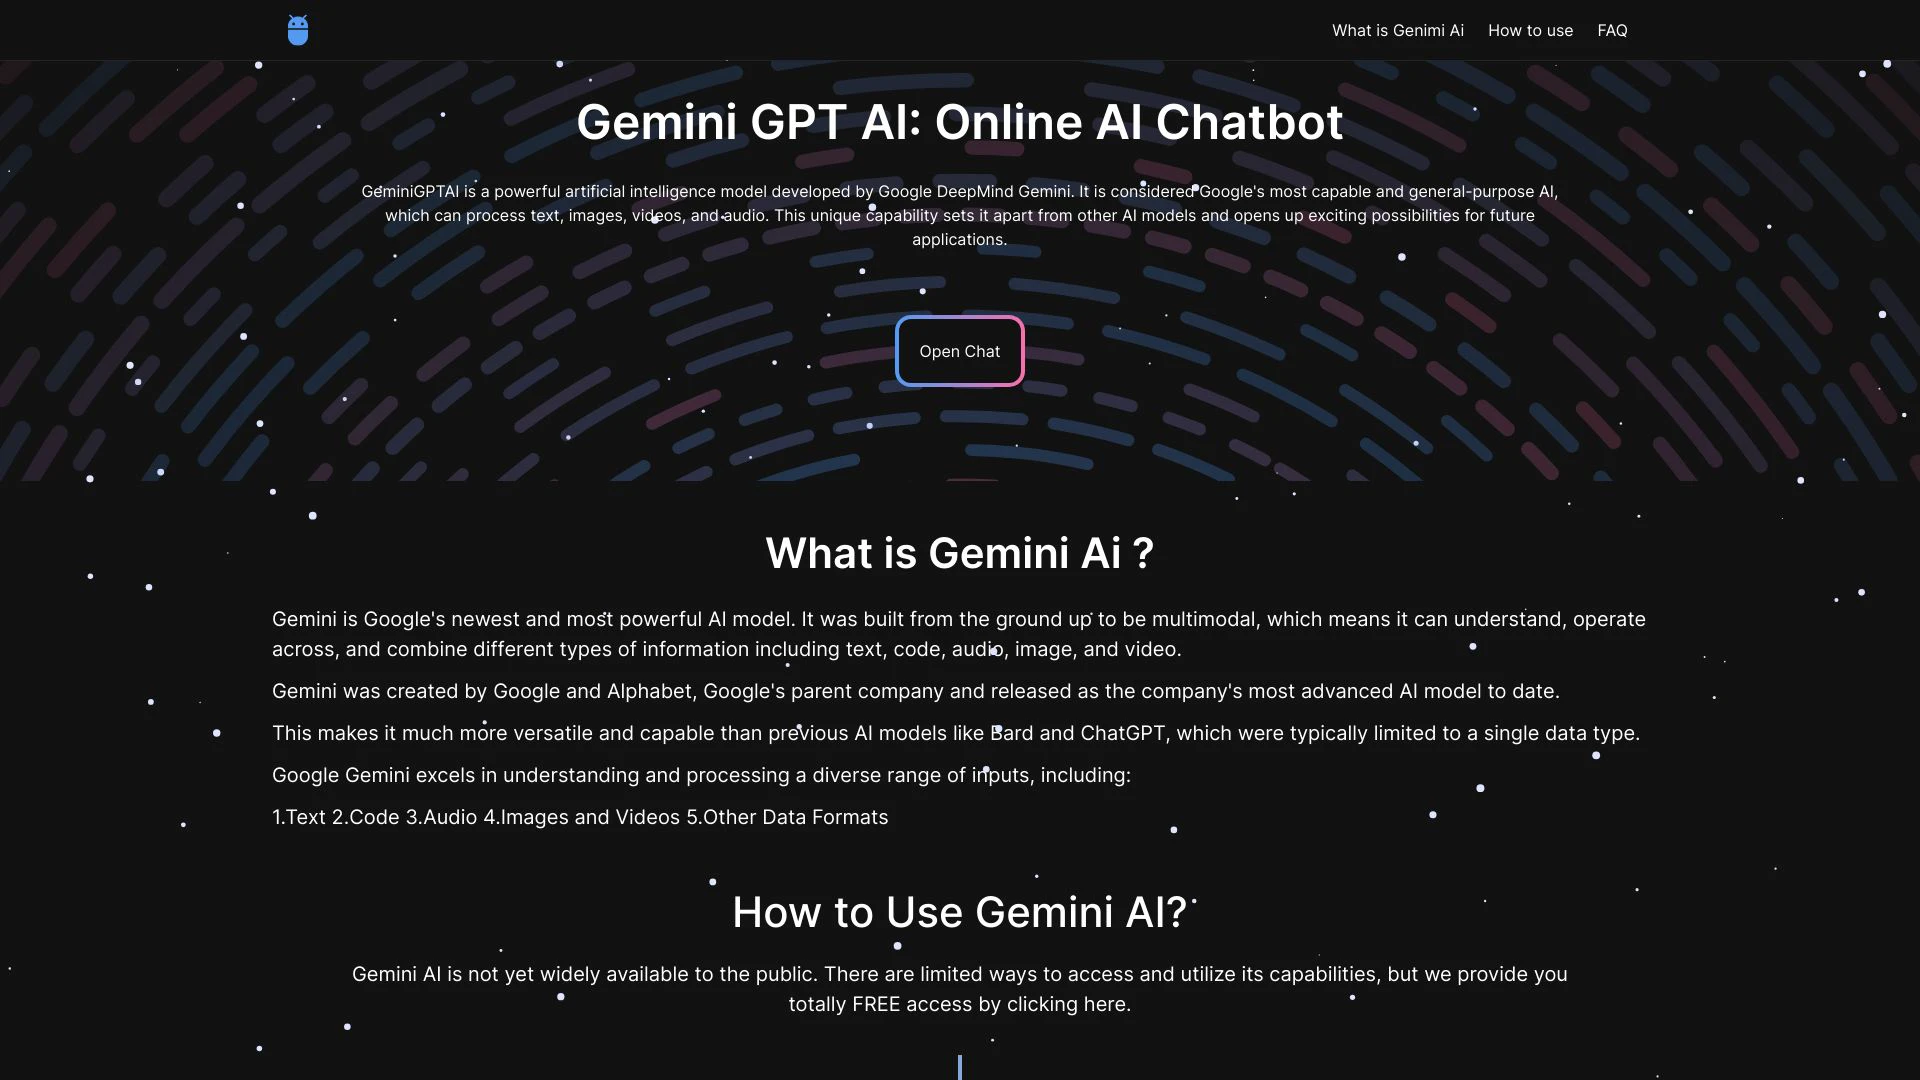 What is Genimi Ai
How to use
FAQ
Gemini GPT AI: Online AI Chatbot
GeminiGPTAI is a powerful artificial intelligence model developed by Google DeepMind Gemini. It is considered Google's most capable and general-purpose AI,
which can process text, images, videos, and audio. This unique capability sets it apart from other AI models and opens up exciting possibilities for future
applications.
Open Chat
What is Gemini Ai ?
Gemini is Google's newest and most powerful AI model. It was built from the ground up to be multimodal, which means it can understand, operate
across, and combine different types of information including text, code, audio, image, and video.
Gemini was created by Google and Alphabet, Google's parent company and released as the company's most advanced AI model to date.
This makes it much more versatile and capable than previous AI models like Bard and ChatGPT, which were typically limited to a single data type.
Google Gemini excels in understanding and processing a diverse range of inputs, including:
1.Text 2.Code 3.Audio 4.Images and Videos 5.Other Data Formats
How to Use Gemini AI?
Gemini AI is not yet widely available to the public. There are limited ways to access and utilize its capabilities, but we provide you
totally FREE access by clicking here.